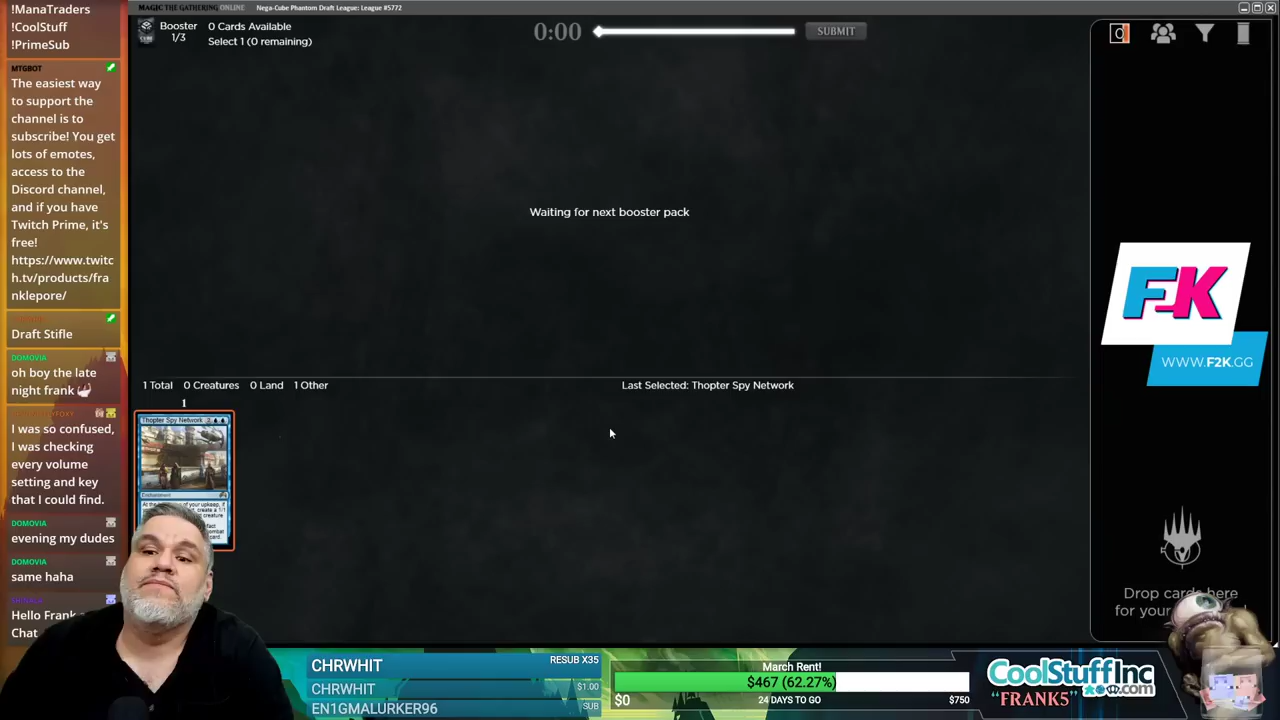 !ManaTraders
!CoolStuff
!PrimeSub
MTGBOT
The easiest way
to support the
channel is to
subscribe! You get
lots of emotes,
access to the
Discord channel,
and if you have
Twitch Prime, it's
free!
https://www.twitc
h.tv/products/fra
nklepore/
Draft Stifle
DOMOVIA
oh boy the late
night frank
I was so confused,
I was checking
every volume
setting and key
that I could find.
DOMOVIA
evening my dudes
DOMOVIA
same haha
Hello Frank
Chat
MAGIC THE GATHERING ONLINE
Nega-Cube Phantom Draft League: League #5772
Booster
1/3
0 Cards Available
Select 1 (0 remaining)
0:00
SUBMIT
Waiting for next booster pack
1 Total 0 Creatures 0 Land 1 Other
Last Selected: Thopter Spy Network
1
Thopter Spy Network 2
Enchantment
F2K
WWW.F2K.GG
Drop cards here
for your
CHRWHIT
RESUB X35
CHRWHIT
$1.00
EN1GMALURKER96
SUB
March Rent!
$467 (62.27%)
$0
24 DAYS TO GO
$750
CoolStuffInc
.com
"FRANK5"